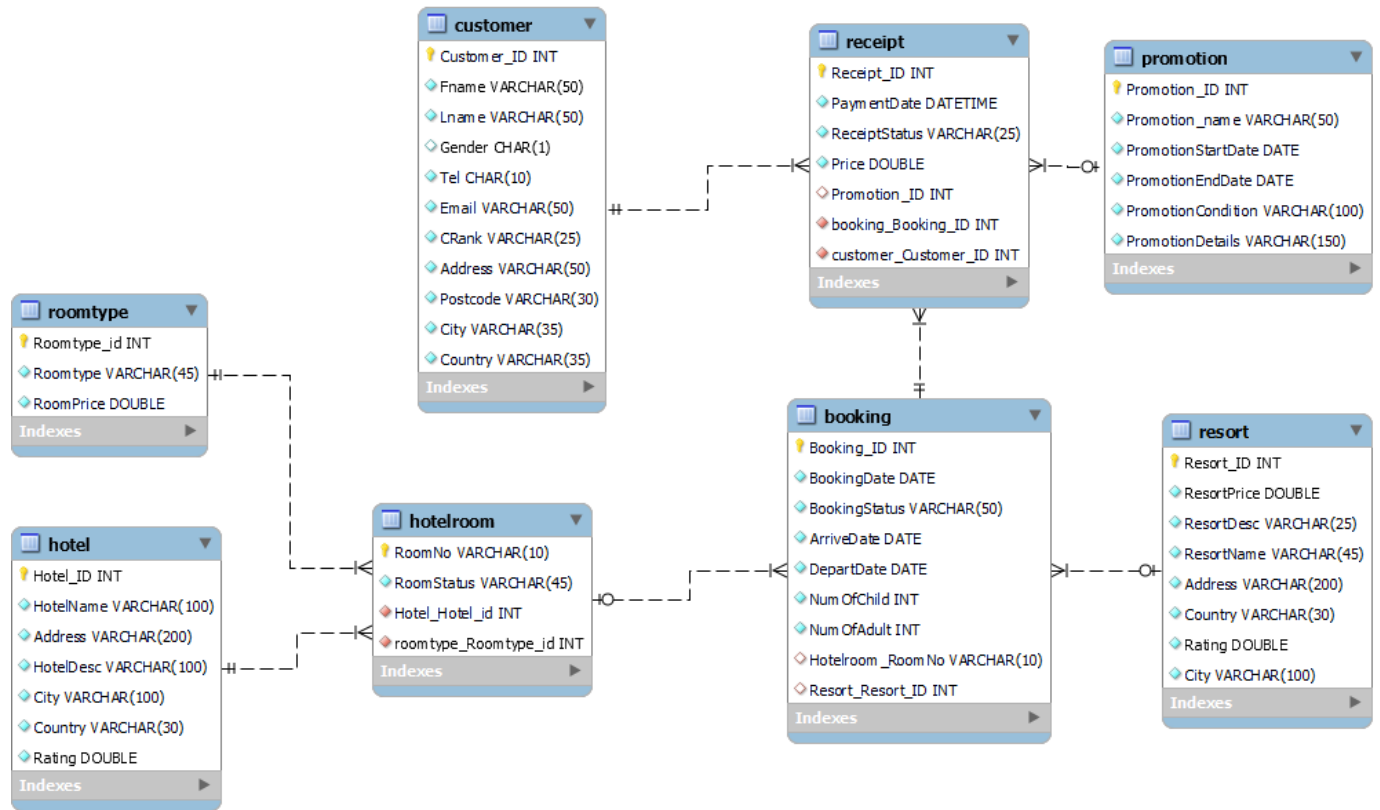 customer
Customer_ID INT
Fname VARCHAR(50)
Lname VARCHAR(50)
Gender CHAR(1)
Tel CHAR(10)
Email VARCHAR(50)
CRank VARCHAR(25)
Address VARCHAR(50)
Postcode VARCHAR(30)
City VARCHAR(35)
Country VARCHAR(35)
Indexes
receipt
Receipt_ID INT
PaymentDate DATETIME
ReceiptStatus VARCHAR(25)
Price DOUBLE
Promotion_ID INT
booking_Booking_ID INT
customer_Customer_ID INT
Indexes
promotion
Promotion_ID INT
Promotion_name VARCHAR(50)
PromotionStartDate DATE
PromotionEndDate DATE
PromotionCondition VARCHAR(100)
PromotionDetails VARCHAR(150)
Indexes
roomtype
Roomtype_id INT
Roomtype VARCHAR(45)
RoomPrice DOUBLE
Indexes
hotel
Hotel_ID INT
HotelName VARCHAR(100)
Address VARCHAR(200)
HotelDesc VARCHAR(100)
City VARCHAR(100)
Country VARCHAR(30)
Rating DOUBLE
Indexes
hotelroom
RoomNo VARCHAR(10)
RoomStatus VARCHAR(45)
Hotel_Hotel_id INT
roomtype_Roomtype_id INT
Indexes
booking
Booking_ID INT
BookingDate DATE
BookingStatus VARCHAR(50)
ArriveDate DATE
DepartDate DATE
NumOfChild INT
NumOfAdult INT
Hotelroom_RoomNo VARCHAR(10)
Resort_Resort_ID INT
Indexes
resort
Resort_ID INT
ResortPrice DOUBLE
ResortDesc VARCHAR(25)
ResortName VARCHAR(45)
Address VARCHAR(200)
Country VARCHAR(30)
Rating DOUBLE
City VARCHAR(100)
Indexes